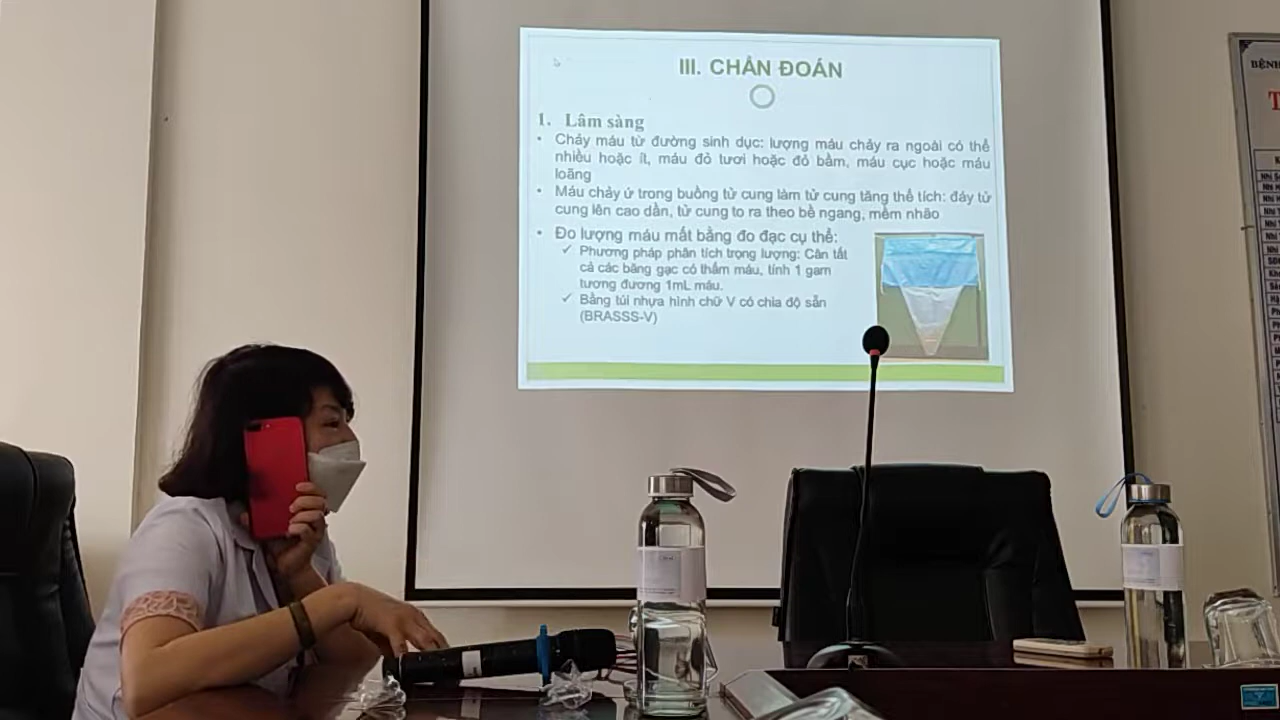 III. CHẨN ĐOÁN
1. Lâm sàng
• Chảy máu từ đường sinh dục: lượng máu chảy ra ngoài có thể
nhiều hoặc ít, máu đỏ tươi hoặc đỏ bầm, máu cục hoặc máu
loãng
• Máu chảy ứ trong buồng tử cung làm tử cung tăng thể tích: đáy tử
cung lên cao dần, tử cung to ra theo bề ngang, mềm nhão
• Đo lượng máu mất bằng đo đạc cụ thể:
✓ Phương pháp phân tích trọng lượng: Cân tất
cả các băng gạc có thấm máu, tính 1 gam
tương đương 1mL máu.
✓ Bằng túi nhựa hình chữ V có chia độ sẵn
(BRASSS-V)
BỆNH